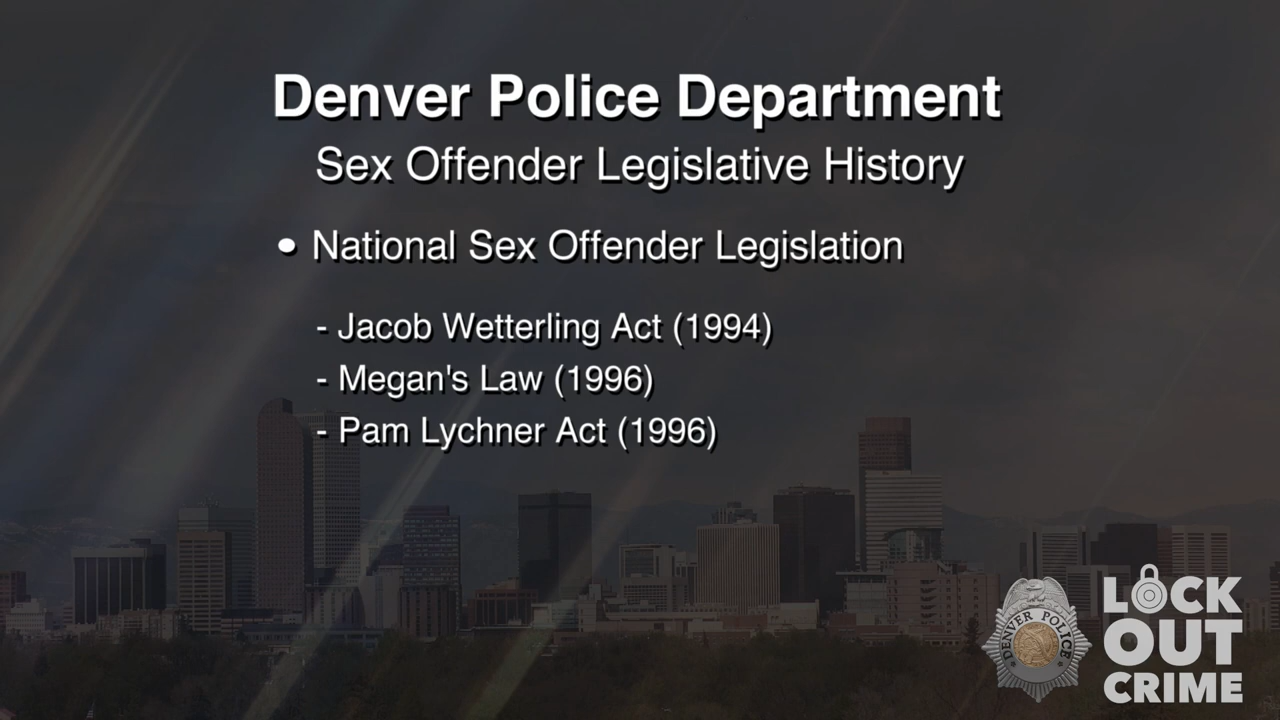 Denver Police Department
Sex Offender Legislative History
• National Sex Offender Legislation
- Jacob Wetterling Act (1994)
- Megan's Law (1996)
- Pam Lychner Act (1996)
DENVER POLICE
LOCK
OUT
CRIME